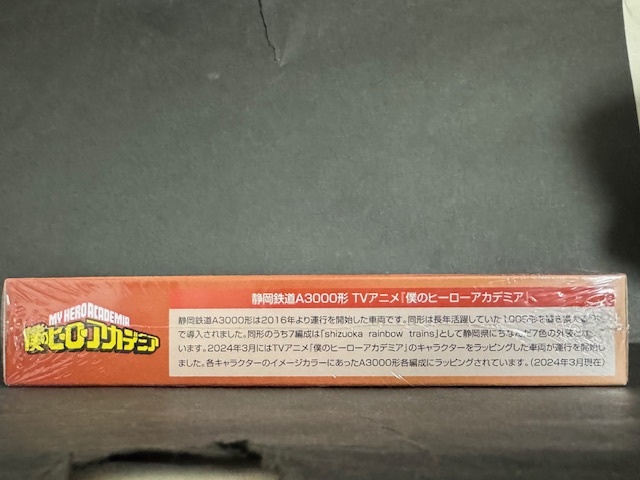 静岡鉄道A3000形 TVアニメ『僕のヒーローアカデミア』
MY HERO ACADEMIA
僕のヒーローアカデミア
静岡鉄道A3000形は2016年より運行を開始した車両です。同形は長年活躍していた1000形を置き換え
で導入されました。同形のうち7編成は「shizuoka rainbow trains」として静岡県にちなんだ7色の外装と
います。2024年3月にはTVアニメ「僕のヒーローアカデミア」のキャラクターをラッピングした車両が運行を開始し
ました。各キャラクターのイメージカラーにあったA3000形各編成にラッピングされています。(2024年3月現在)